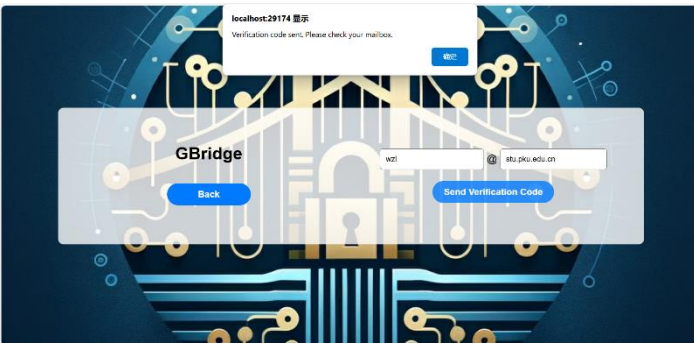 localhost:29174 显示
Verification code sent. Please check your mailbox.
确定
GBridge
wzl @ stu.pku.edu.cn
Back
Send Verification Code